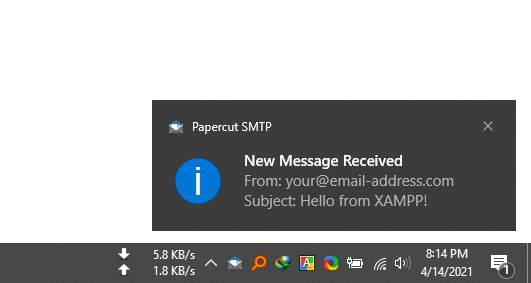 Papercut SMTP
New Message Received
From: your@email-address.com
Subject: Hello from XAMPP!
5.8 KB/s
1.8 KB/s
A
8:14 PM
4/14/2021
1